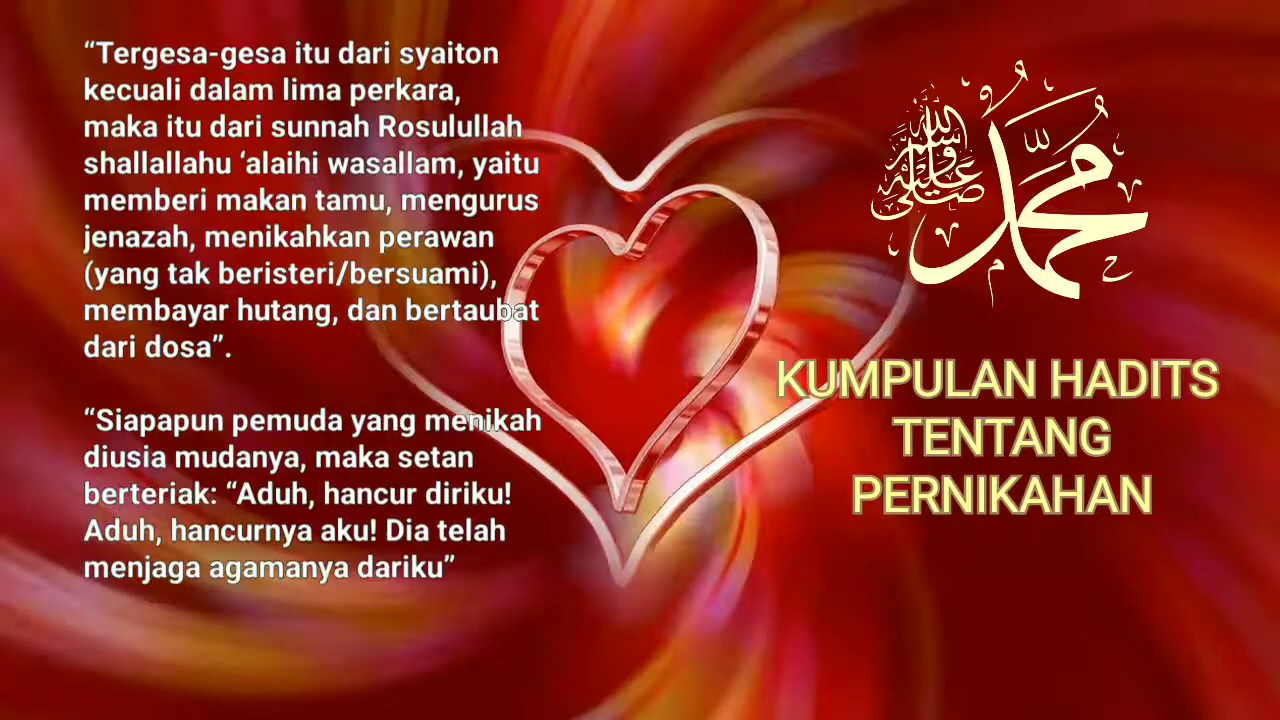 “Tergesa-gesa itu dari syaiton
kecuali dalam lima perkara,
maka itu dari sunnah Rosulullah
shallallahu ‘alaihi wasallam, yaitu
memberi makan tamu, mengurus
jenazah, menikahkan perawan
(yang tak beristeri/bersuami),
membayar hutang, dan bertaubat
dari dosa”.
“Siapapun pemuda yang menikah
diusia mudanya, maka setan
berteriak: “Aduh, hancur diriku!
Aduh, hancurnya aku! Dia telah
menjaga agamanya dariku”
محمد
صلى الله عليه وسلم
KUMPULAN HADITS
TENTANG
PERNIKAHAN